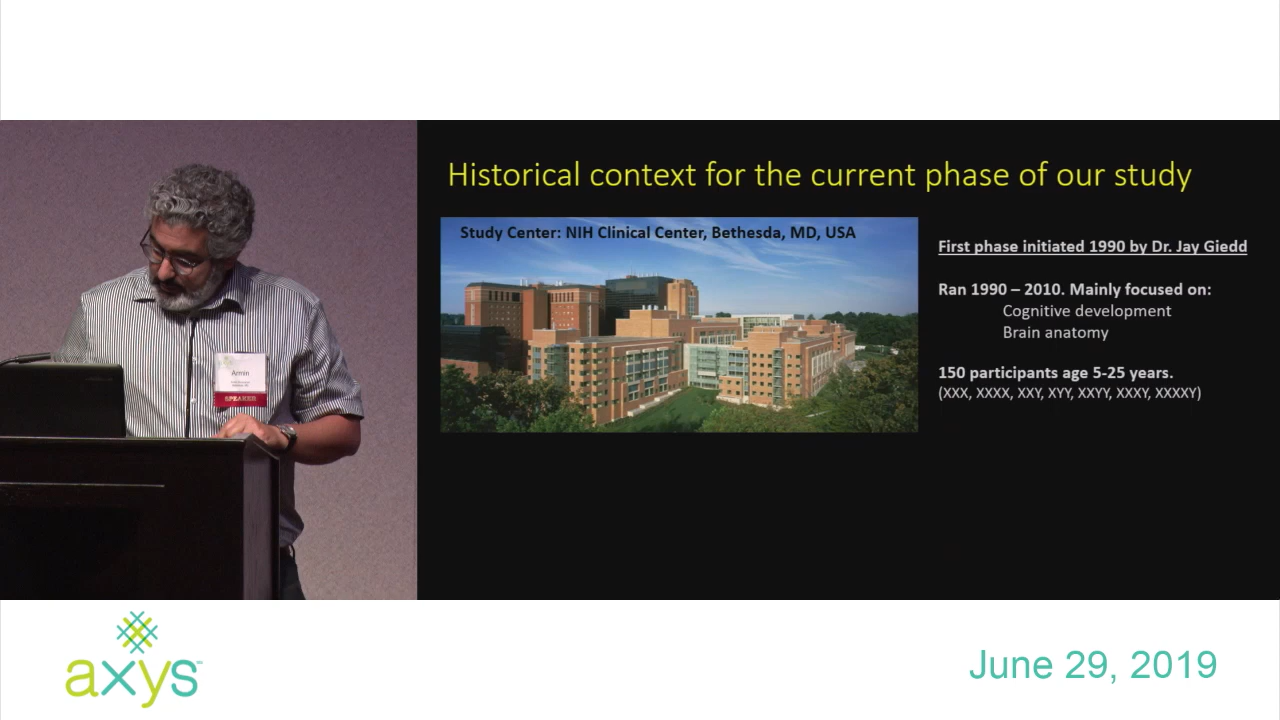 Historical context for the current phase of our study
Study Center: NIH Clinical Center, Bethesda, MD, USA
First phase initiated 1990 by Dr. Jay Giedd
Ran 1990 – 2010. Mainly focused on:
Cognitive development
Brain anatomy
150 participants age 5-25 years.
(XXX, XXXX, XXY, XYY, XXYY, XXXY, XXXXY)
Armin
SPEAKER
axys™
June 29, 2019